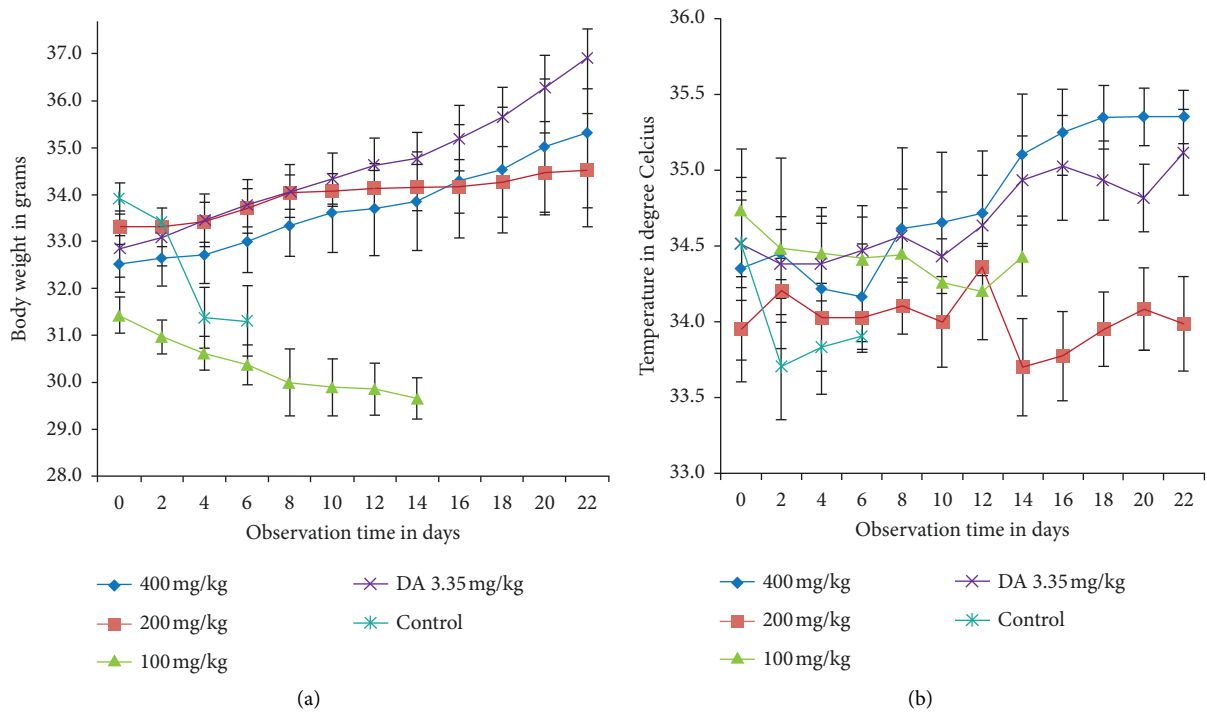 Body weight in grams
37.0
36.0
35.0
34.0
33.0
32.0
31.0
30.0
29.0
28.0
0 2 4 6 8 10 12 14 16 18 20 22
Observation time in days
400 mg/kg
200 mg/kg
100 mg/kg
DA 3.35 mg/kg
Control
(a)
Temperature in degree Celcius
36.0
35.5
35.0
34.5
34.0
33.5
33.0
0 2 4 6 8 10 12 14 16 18 20 22
Observation time in days
400 mg/kg
200 mg/kg
100 mg/kg
DA 3.35 mg/kg
Control
(b)